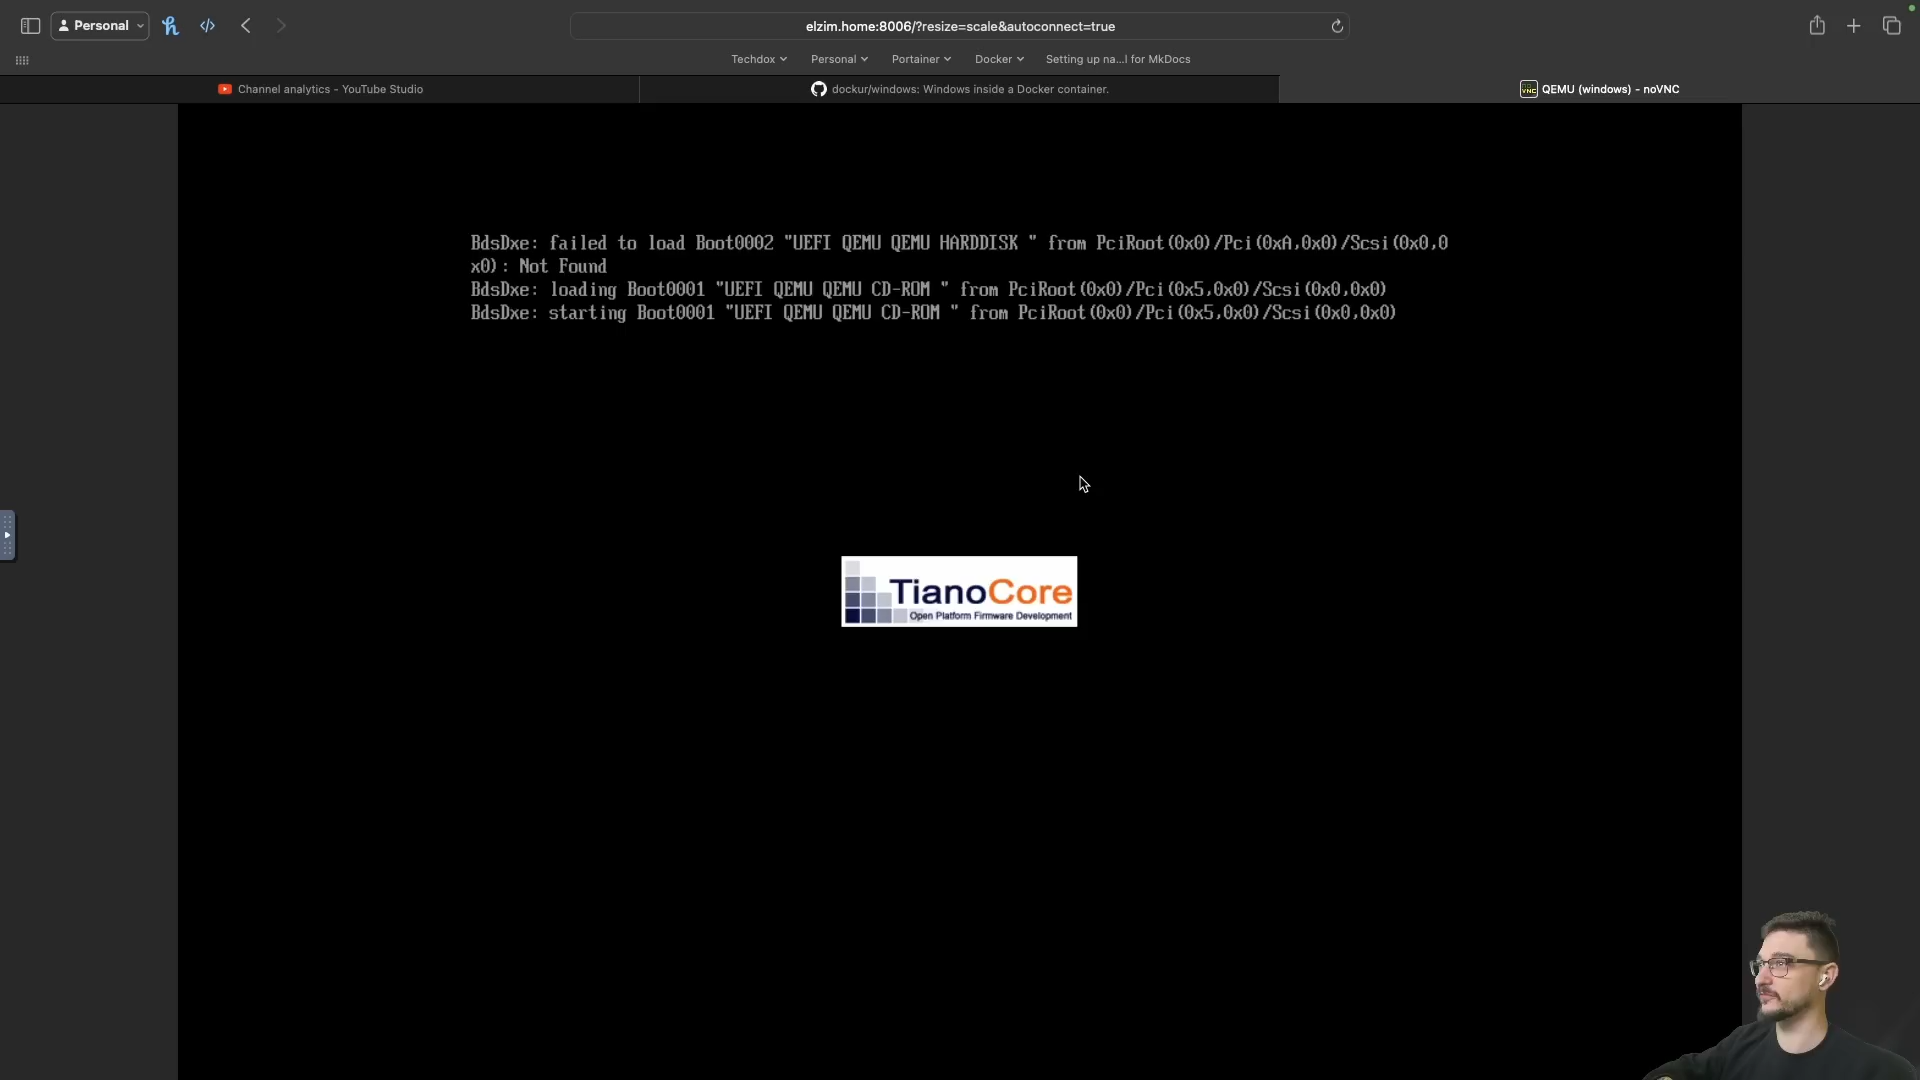 Personal
elzim.home:8006/?resize=scale&autoconnect=true
Techdox Personal Portainer Docker Setting up na...l for MkDocs
Channel analytics - YouTube Studio
dockur/windows: Windows inside a Docker container.
VNC
QEMU (windows) - noVNC
BdsDxe: failed to load Boot0002 "UEFI QEMU QEMU HARDDISK " from PciRoot(0x0)/Pci(0xA,0x0)/Scsi(0x0,0
x0): Not Found
BdsDxe: loading Boot0001 "UEFI QEMU QEMU CD-ROM " from PciRoot(0x0)/Pci(0x5,0x0)/Scsi(0x0,0x0)
BdsDxe: starting Boot0001 "UEFI QEMU QEMU CD-ROM " from PciRoot(0x0)/Pci(0x5,0x0)/Scsi(0x0,0x0)
TianoCore
Open Platform Firmware Development